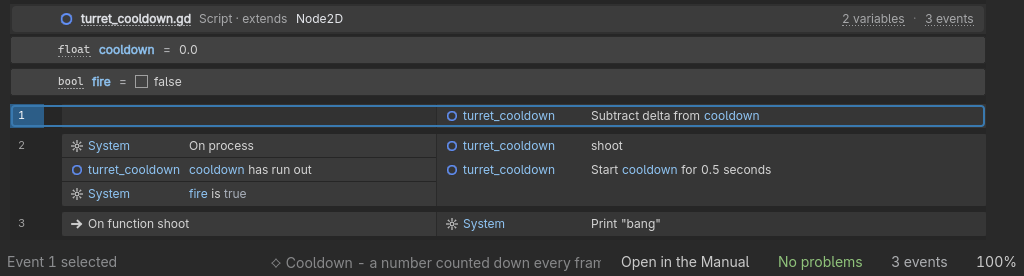 turret_cooldown.gd Script · extends Node2D 2 variables · 3 events
float cooldown = 0.0
bool fire = false
1 turret_cooldown Subtract delta from cooldown
2 System On process turret_cooldown shoot
turret_cooldown cooldown has run out turret_cooldown Start cooldown for 0.5 seconds
System fire is true
3 On function shoot System Print "bang"
Event 1 selected Cooldown - a number counted down every fram Open in the Manual No problems 3 events 100%